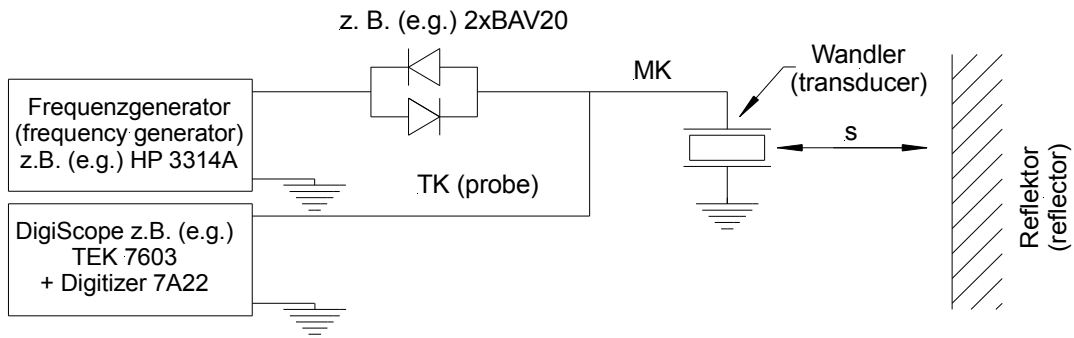 z. B. (e.g.) 2xBAV20
Frequenzgenerator
(frequency generator)
z.B. (e.g.) HP 3314A
MK
Wandler
(transducer)
s
TK (probe)
DigiScope z.B. (e.g.)
TEK 7603
+ Digitizer 7A22
Reflektor
(reflector)